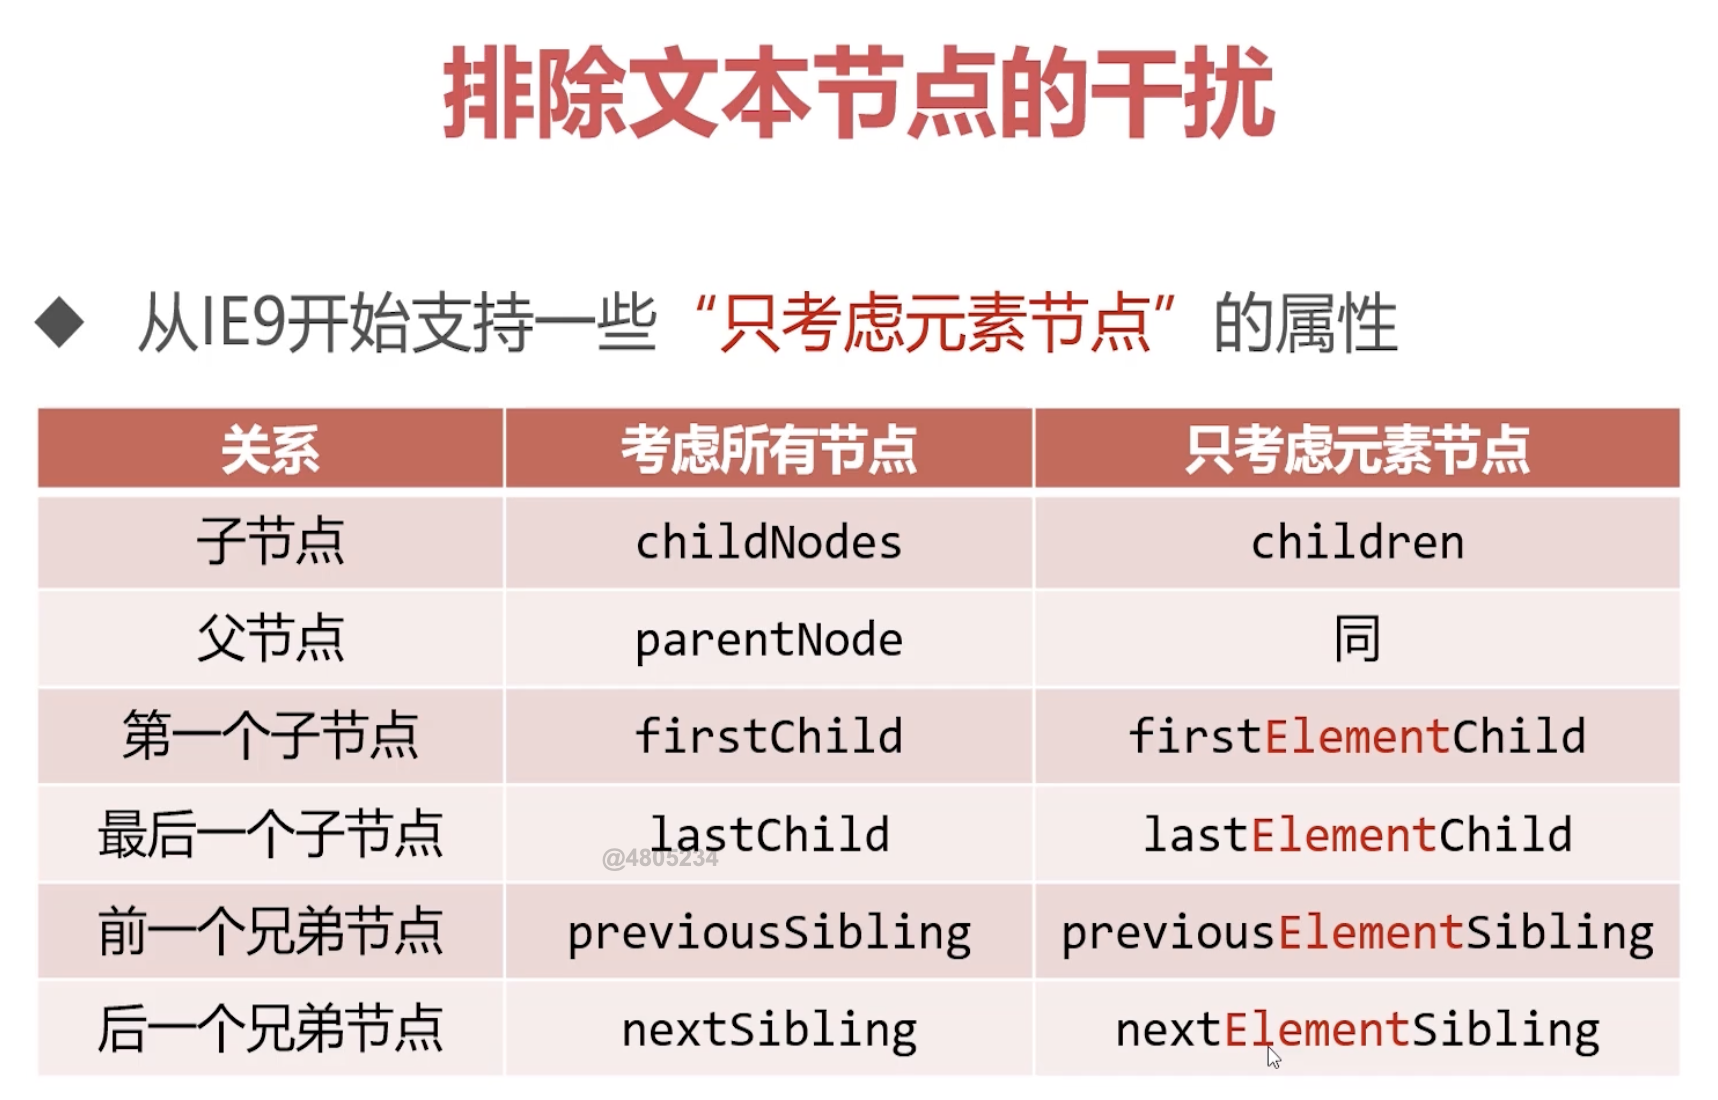 排除文本节点的干扰
◆ 从IE9开始支持一些“只考虑元素节点”的属性
关系 考虑所有节点 只考虑元素节点
子节点 childNodes children
父节点 parentNode 同
第一个子节点 firstChild firstElementChild
最后一个子节点 lastChild lastElementChild
@4805234
前一个兄弟节点 previousSibling previousElementSibling
后一个兄弟节点 nextSibling nextElementSibling